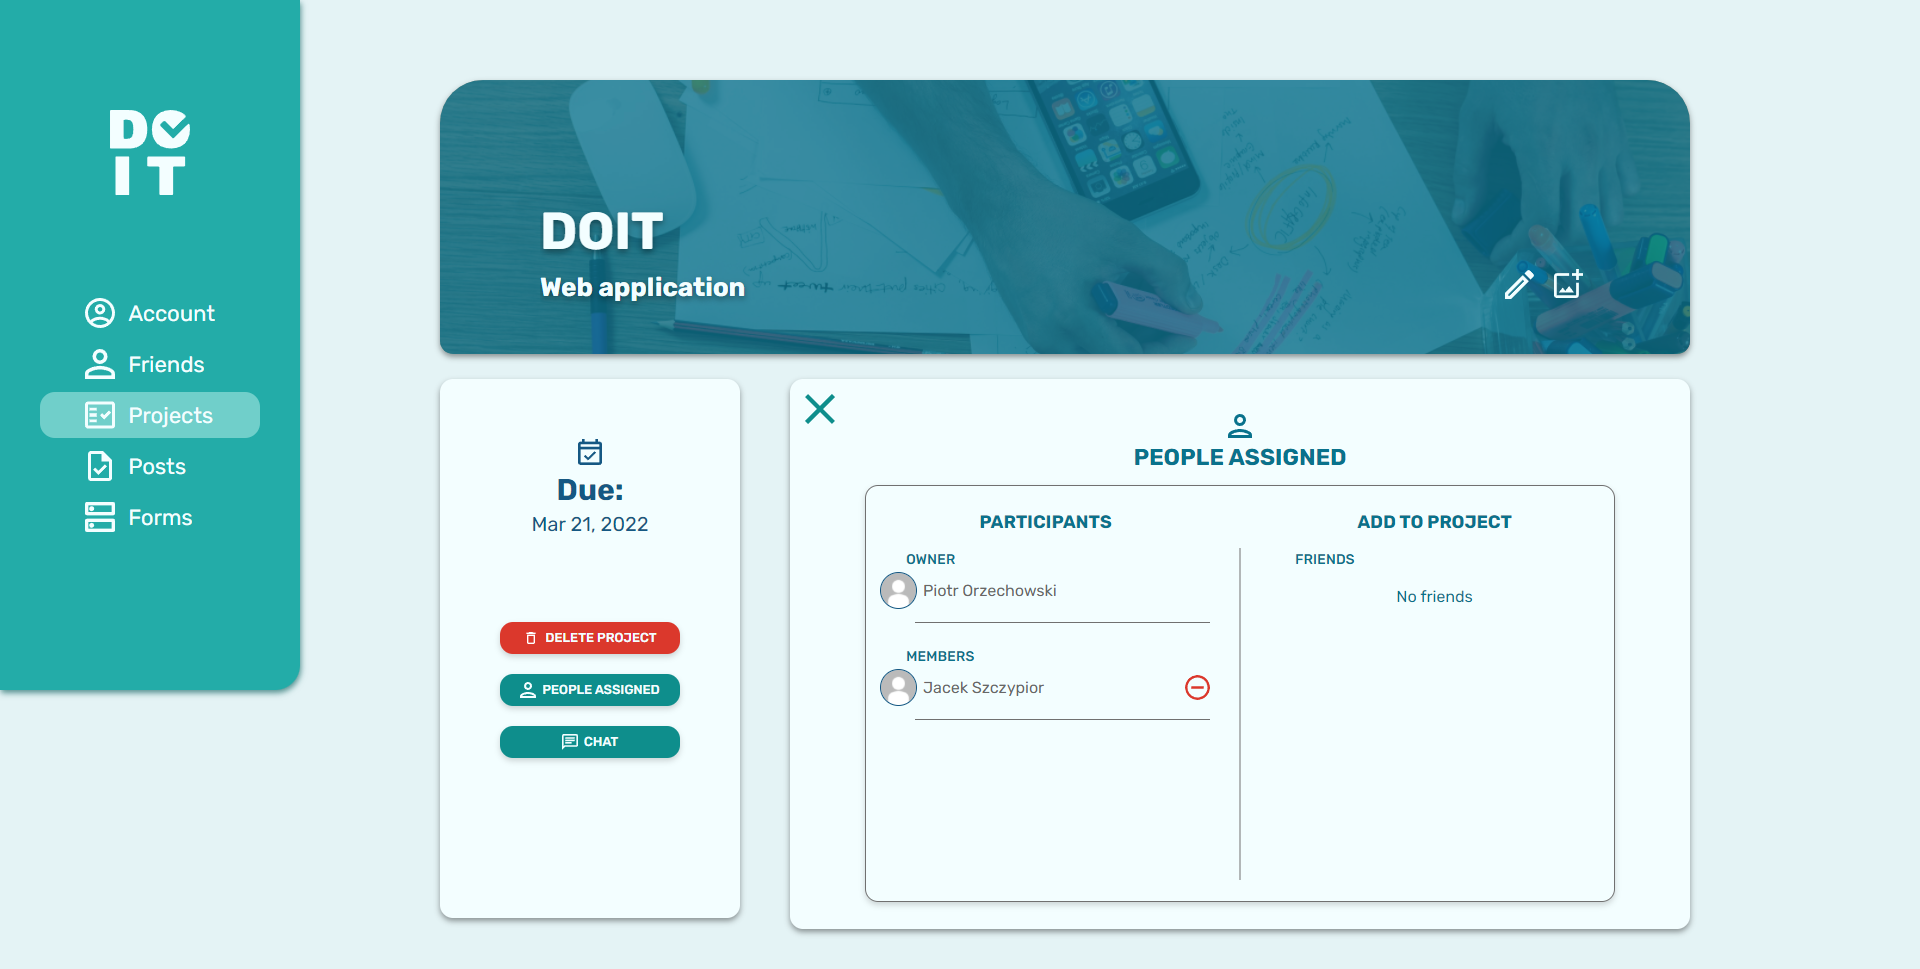 DO
IT
Account
Friends
Projects
Posts
Forms
DOIT
Web application
Due:
Mar 21, 2022
DELETE PROJECT
PEOPLE ASSIGNED
CHAT
PEOPLE ASSIGNED
PARTICIPANTS
OWNER
Piotr Orzechowski
MEMBERS
Jacek Szczypior
ADD TO PROJECT
FRIENDS
No friends